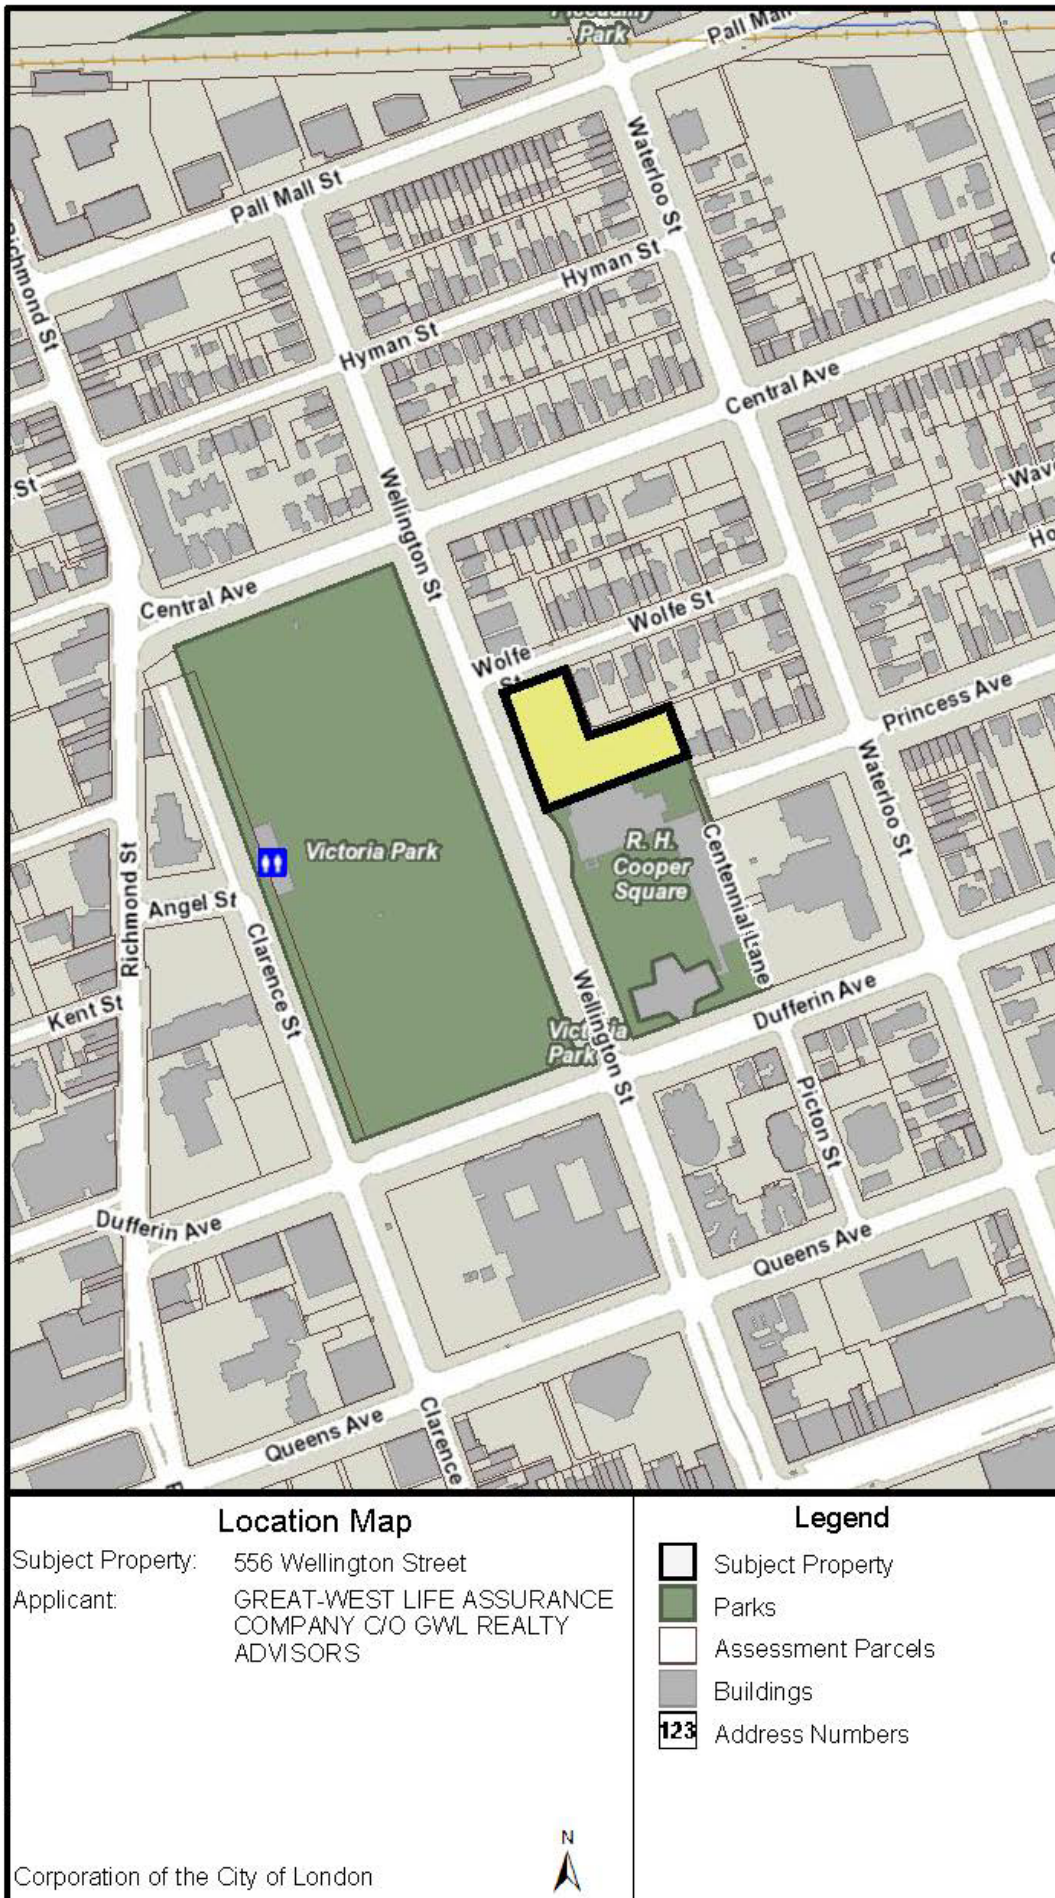 Park
Pall Mall
Pall Mall St
Waterloo St
Richmond St
Hyman St
Hyman St
Central Ave
St
Wellington St
Central Ave
Wolfe St
Wolfe
St
Princess Ave
Waterloo St
Victoria Park
R. H.
Cooper
Square
Centennial Lane
Richmond St
Angel St
Clarence St
Kent St
Wellington St
Dufferin Ave
Victoria
Park
Picton St
Dufferin Ave
Queens Ave
Queens Ave
Clarence
Location Map
Subject Property: 556 Wellington Street
Applicant: GREAT-WEST LIFE ASSURANCE
COMPANY C/O GWL REALTY
ADVISORS
N
Corporation of the City of London
Legend
Subject Property
Parks
Assessment Parcels
Buildings
123 Address Numbers